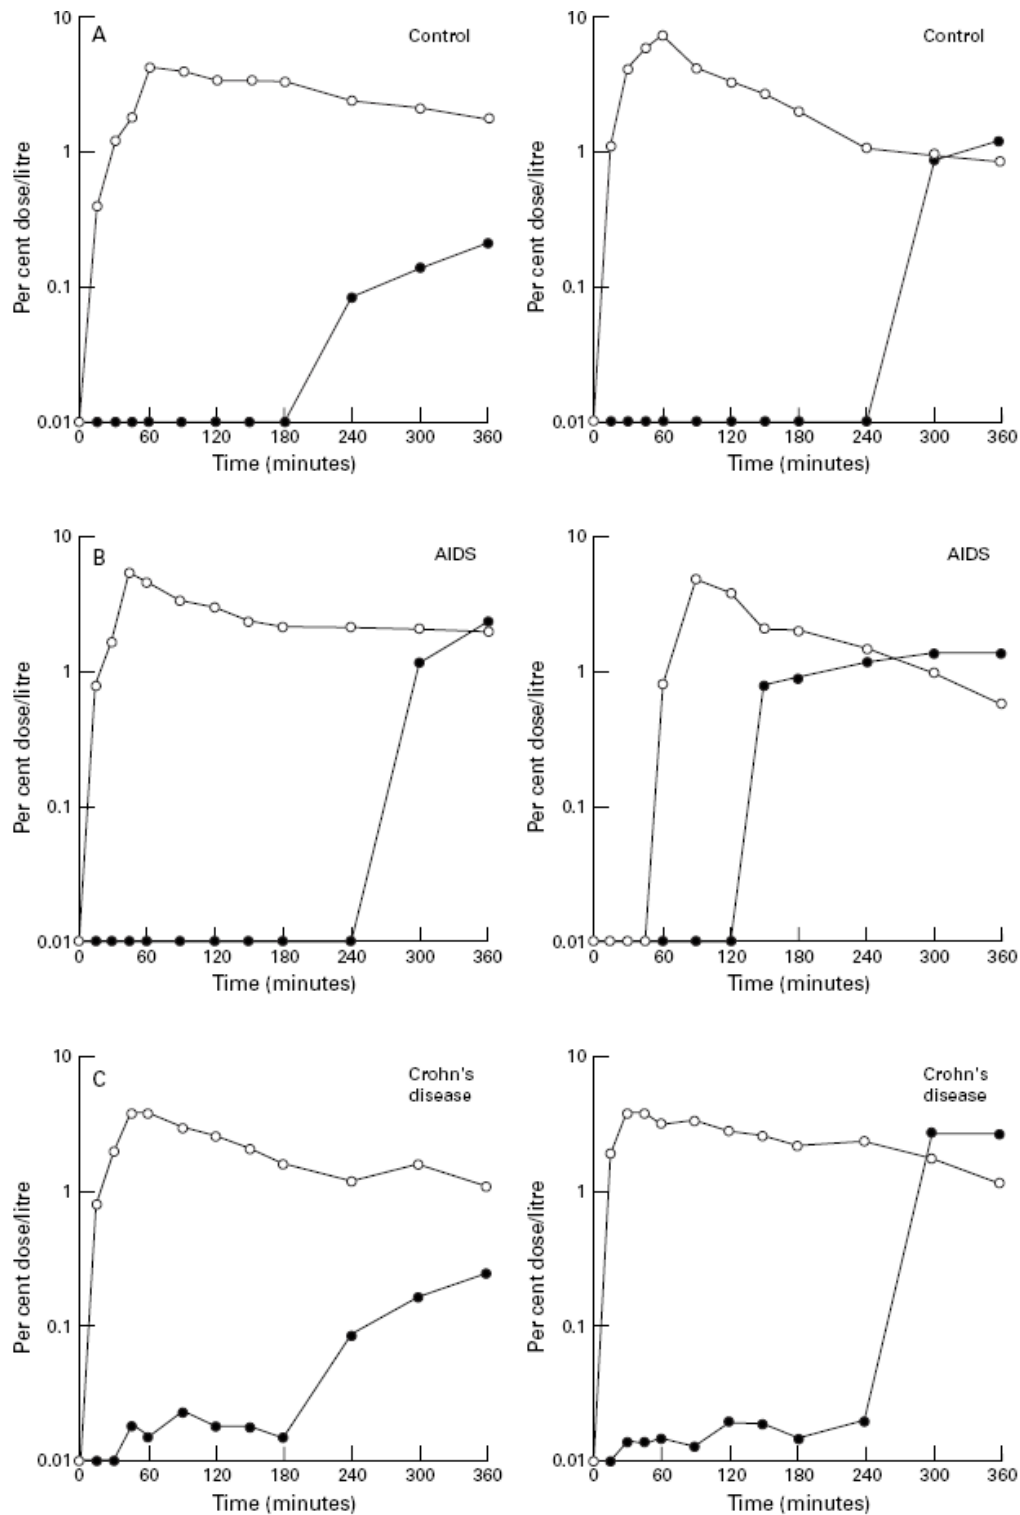 A
Control
10
1
0.1
0.01
Per cent dose/litre
0 60 120 180 240 300 360
Time (minutes)
Control
10
1
0.1
0.01
Per cent dose/litre
0 60 120 180 240 300 360
Time (minutes)
B
AIDS
10
1
0.1
0.01
Per cent dose/litre
0 60 120 180 240 300 360
Time (minutes)
AIDS
10
1
0.1
0.01
Per cent dose/litre
0 60 120 180 240 300 360
Time (minutes)
C
Crohn's
disease
10
1
0.1
0.01
Per cent dose/litre
0 60 120 180 240 300 360
Time (minutes)
Crohn's
disease
10
1
0.1
0.01
Per cent dose/litre
0 60 120 180 240 300 360
Time (minutes)